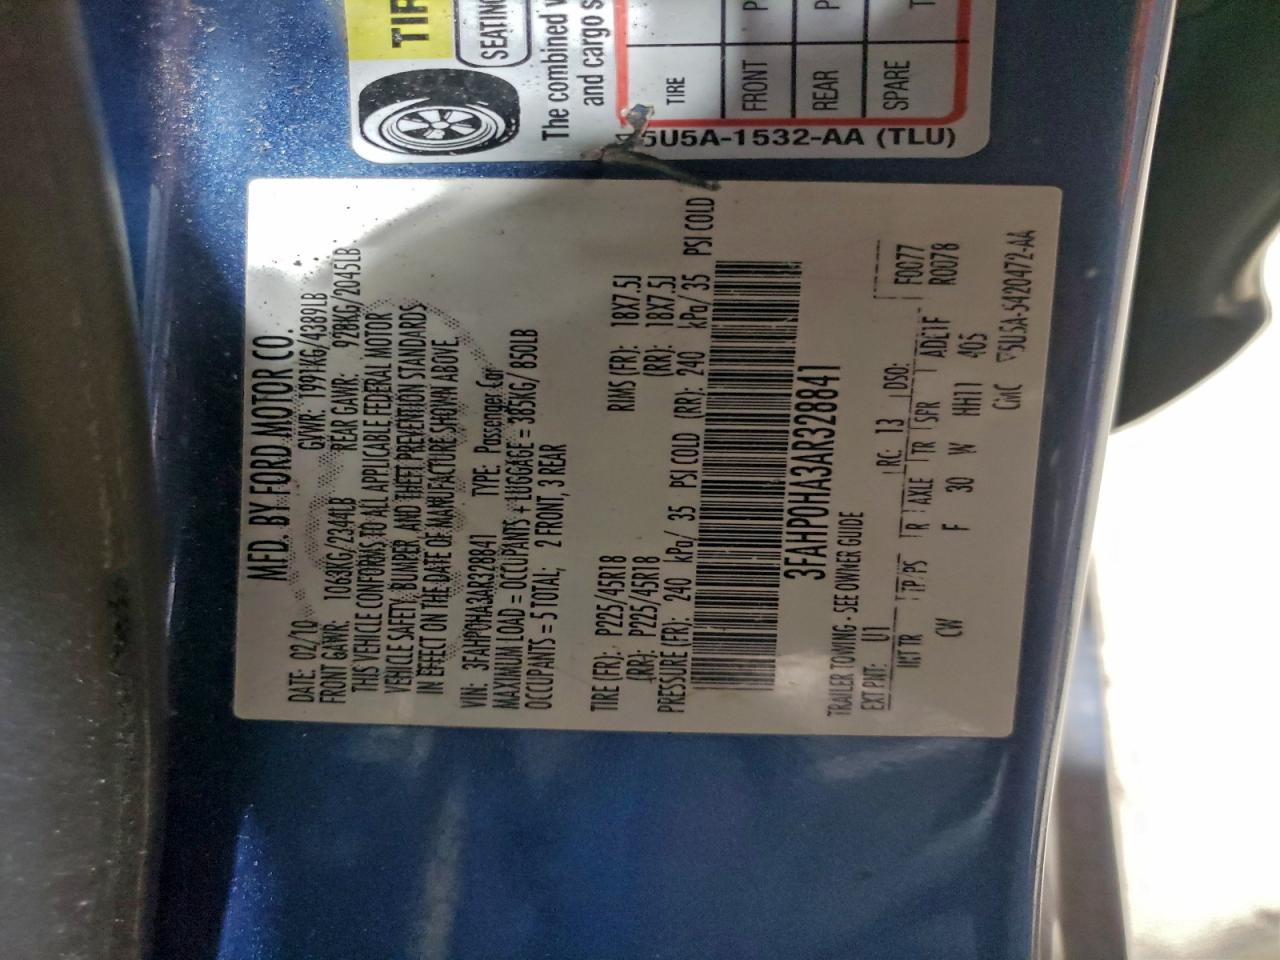 MFD. BY FORD MOTOR CO.
DATE: 02/10 GVWR: 1991KG/4389LB
FRONT GAWR: 1063KG/2344LB REAR GAWR: 928KG/2045LB
THIS VEHICLE CONFORMS TO ALL APPLICABLE FEDERAL MOTOR
VEHICLE SAFETY, BUMPER, AND THEFT PREVENTION STANDARDS
IN EFFECT ON THE DATE OF MANUFACTURE SHOWN ABOVE.
VIN: 3FAHP0HA3AR328841 TYPE: Passenger Car
MAXIMUM LOAD = OCCUPANTS + LUGGAGE = 385KG/ 850LB
OCCUPANTS = 5 TOTAL; 2 FRONT, 3 REAR
TIRE (FR): P225/45R18 RIMS (FR): 18X7.5J
(RR): P225/45R18 (RR): 18X7.5J
PRESSURE (FR): 240 kPa/ 35 PSI COLD (RR): 240 kPa/ 35 PSI COLD
3FAHP0HA3AR328841
TRAILER TOWING - SEE OWNER GUIDE
EXT PNT: U1 RC: 13 DSO: F0077
INT TR TP/PS R AXLE TR SPR ADE1F R0078
CW F 30 W HH11 405
CMC ▽5U5A-5420472-AA
TIR
SEATING
The combined
and cargo s
TIRE
FRONT P
REAR P
SPARE T
5U5A-1532-AA (TLU)